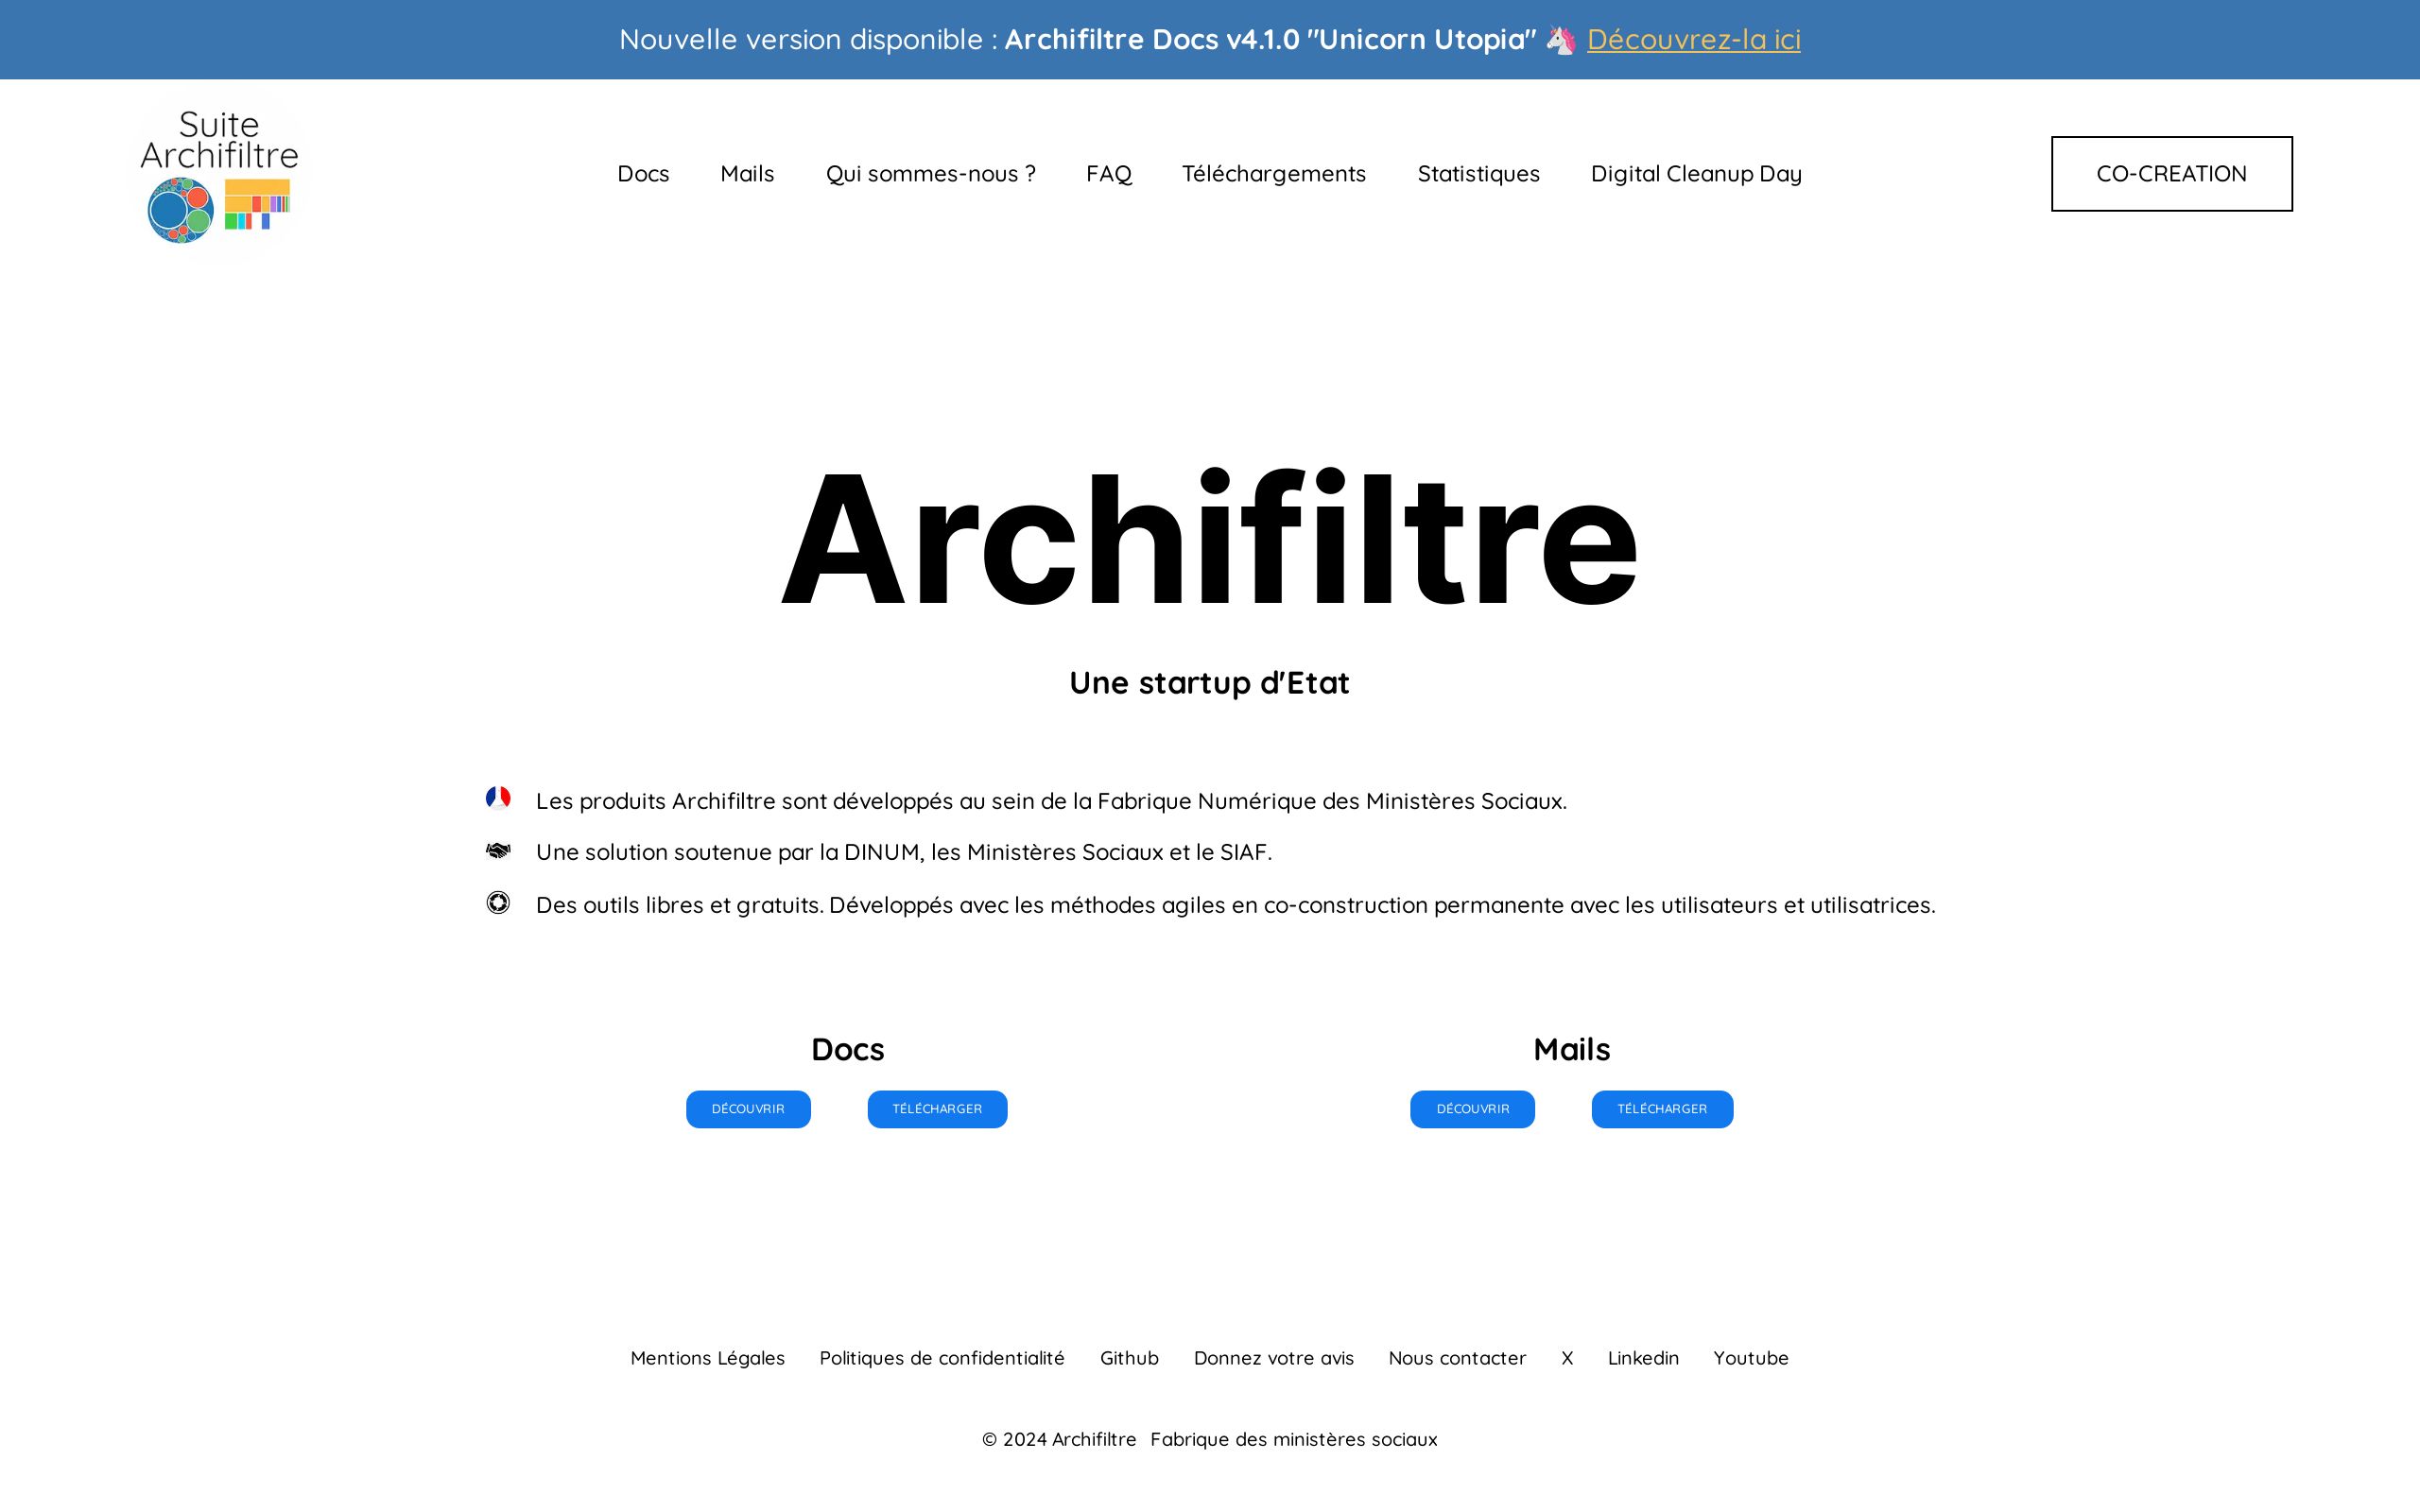 Nouvelle version disponible : Archifiltre Docs v4.1.0 "Unicorn Utopia" 🦄 Découvrez-la ici
Suite
Archifiltre
Docs Mails Qui sommes-nous ? FAQ Téléchargements Statistiques Digital Cleanup Day
CO-CREATION
Archifiltre
Une startup d'Etat
Les produits Archifiltre sont développés au sein de la Fabrique Numérique des Ministères Sociaux.
Une solution soutenue par la DINUM, les Ministères Sociaux et le SIAF.
Des outils libres et gratuits. Développés avec les méthodes agiles en co-construction permanente avec les utilisateurs et utilisatrices.
Docs
DÉCOUVRIR TÉLÉCHARGER
Mails
DÉCOUVRIR TÉLÉCHARGER
Mentions Légales Politiques de confidentialité Github Donnez votre avis Nous contacter X Linkedin Youtube
© 2024 Archifiltre Fabrique des ministères sociaux